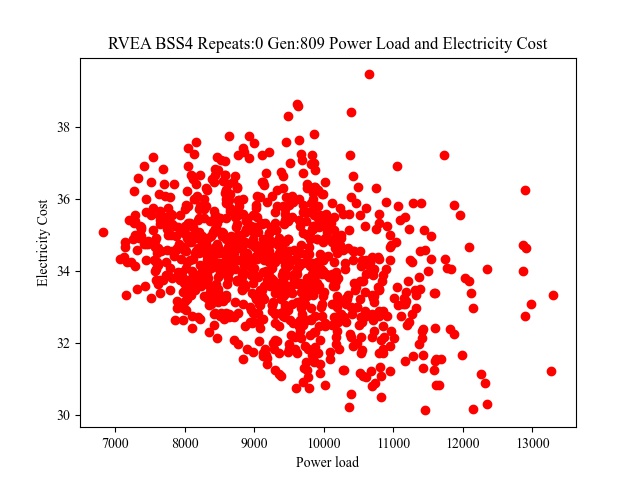 RVEA BSS4 Repeats:0 Gen:809 Power Load and Electricity Cost
Electricity Cost
38
36
34
32
30
7000 8000 9000 10000 11000 12000 13000
Power load